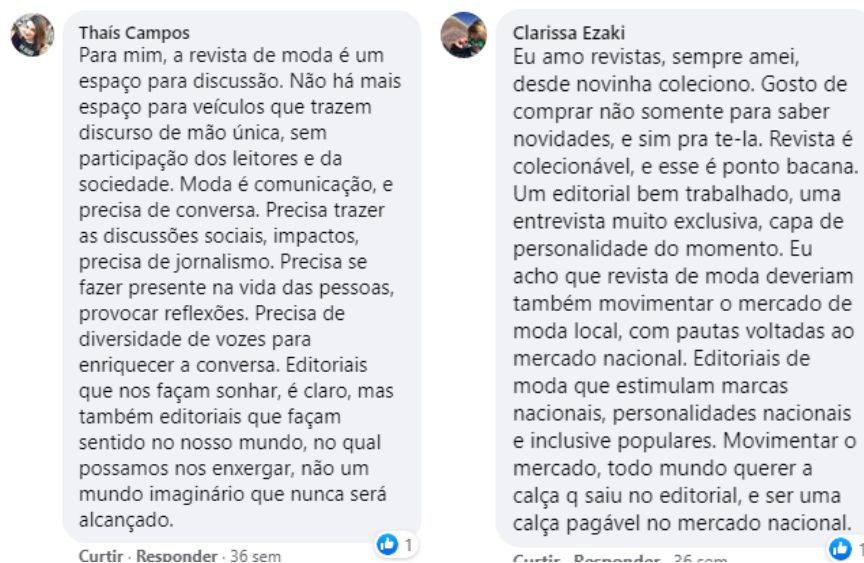 Thaís Campos
Para mim, a revista de moda é um
espaço para discussão. Não há mais
espaço para veículos que trazem
discurso de mão única, sem
participação dos leitores e da
sociedade. Moda é comunicação, e
precisa de conversa. Precisa trazer
as discussões sociais, impactos,
precisa de jornalismo. Precisa se
fazer presente na vida das pessoas,
provocar reflexões. Precisa de
diversidade de vozes para
enriquecer a conversa. Editoriais
que nos façam sonhar, é claro, mas
também editoriais que façam
sentido no nosso mundo, no qual
possamos nos enxergar, não um
mundo imaginário que nunca será
alcançado.
1
Curtir · Responder · 36 sem
Clarissa Ezaki
Eu amo revistas, sempre amei,
desde novinha coleciono. Gosto de
comprar não somente para saber
novidades, e sim pra te-la. Revista é
colecionável, e esse é ponto bacana.
Um editorial bem trabalhado, uma
entrevista muito exclusiva, capa de
personalidade do momento. Eu
acho que revista de moda deveriam
também movimentar o mercado de
moda local, com pautas voltadas ao
mercado nacional. Editoriais de
moda que estimulam marcas
nacionais, personalidades nacionais
e inclusive populares. Movimentar o
mercado, todo mundo querer a
calça q saiu no editorial, e ser uma
calça pagável no mercado nacional.
1
Curtir · Responder · 36 sem